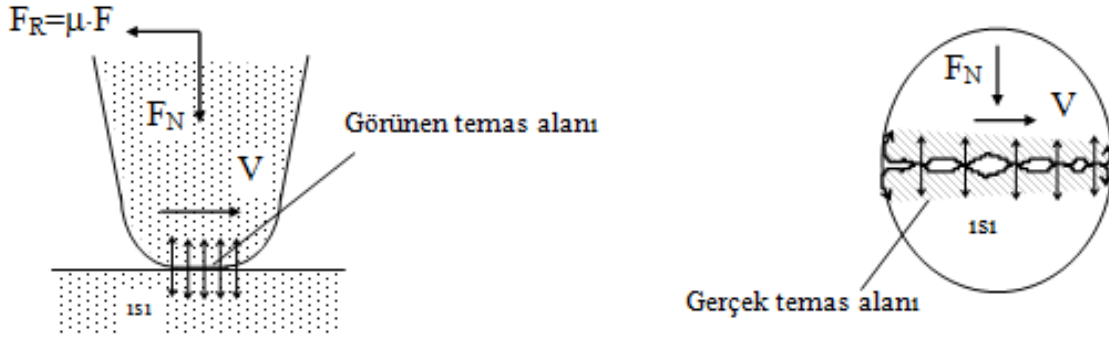 F_R=μ·F
F_N
V
Görünen temas alanı
ısı
F_N
V
ısı
Gerçek temas alanı